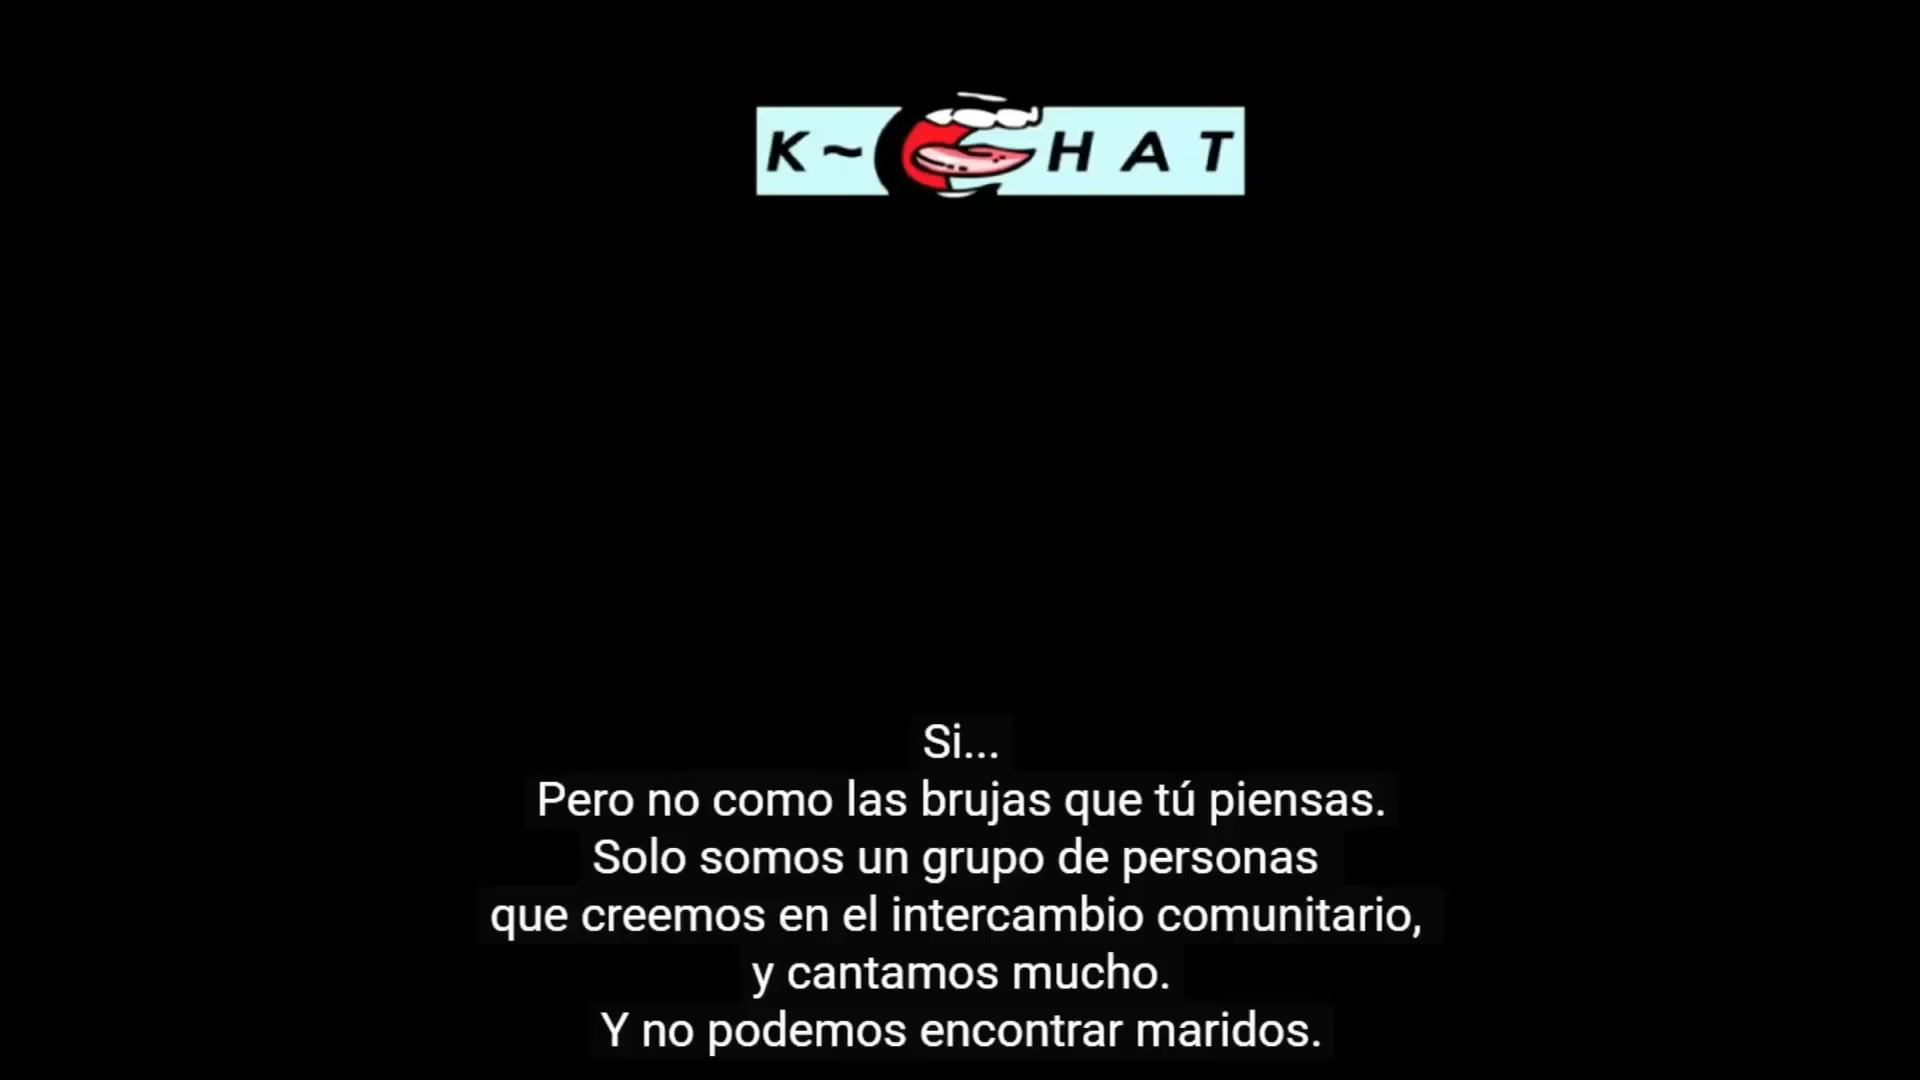 K~CHAT
Si...
Pero no como las brujas que tú piensas.
Solo somos un grupo de personas
que creemos en el intercambio comunitario,
y cantamos mucho.
Y no podemos encontrar maridos.